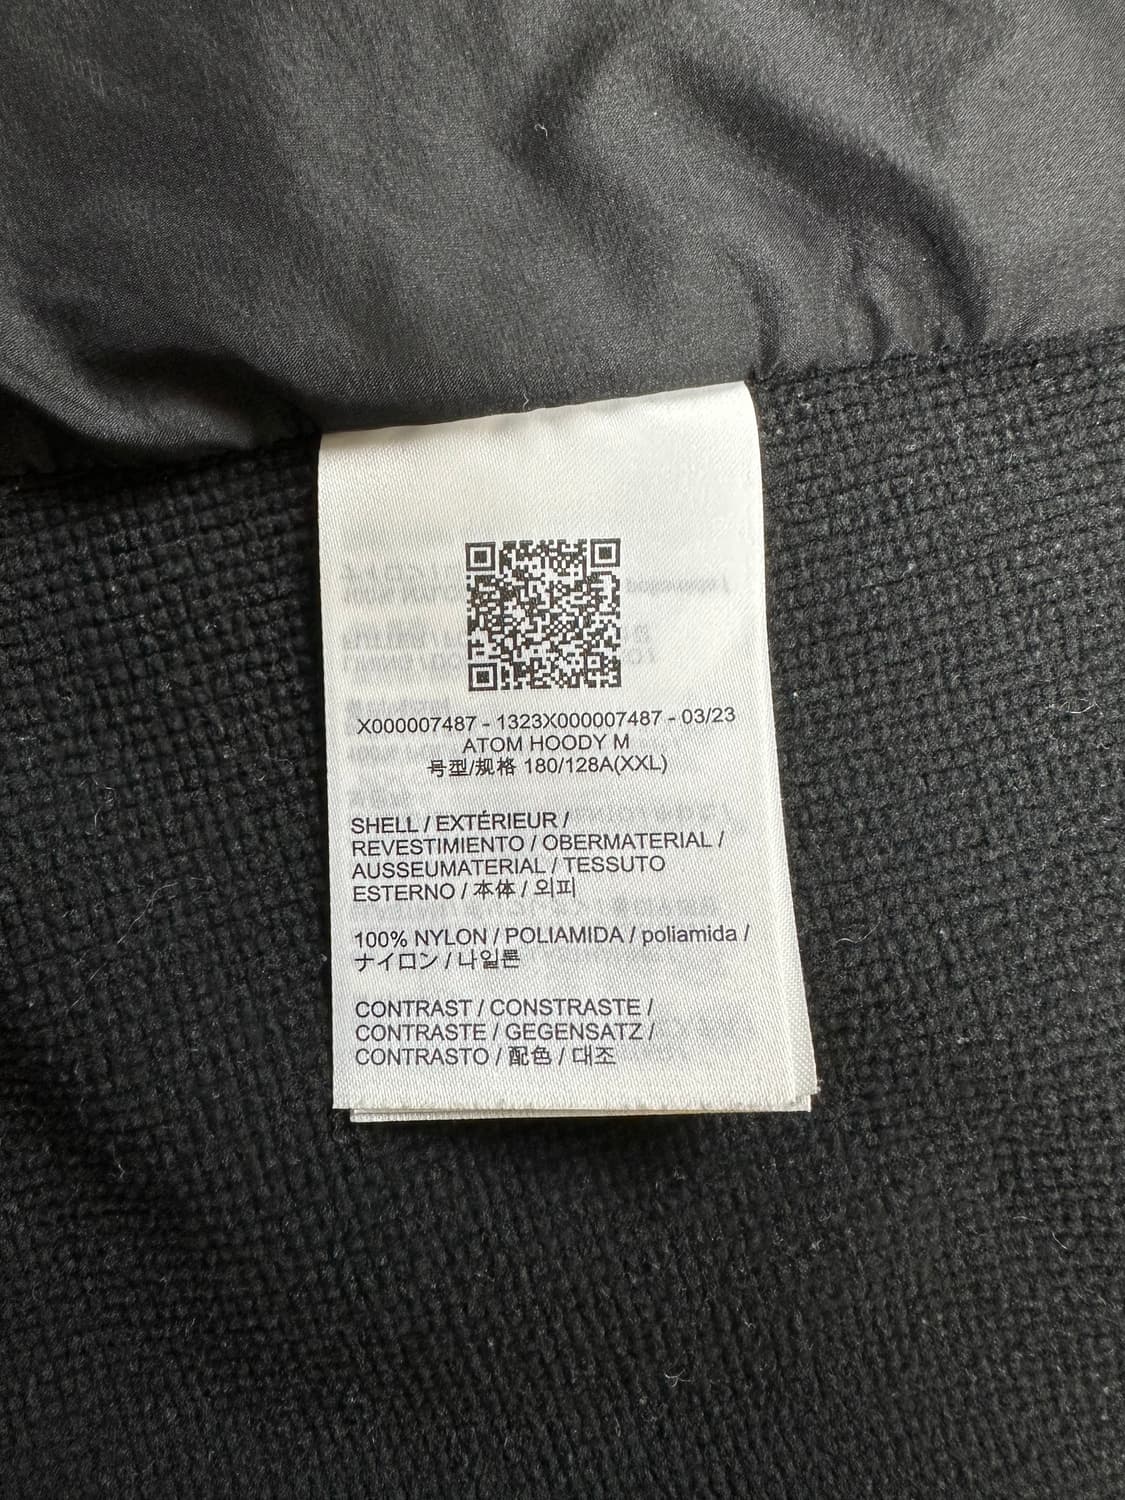 X000007487 - 1323X000007487 - 03/23
ATOM HOODY M
号型/规格 180/128A(XXL)
SHELL / EXTÉRIEUR /
REVESTIMIENTO / OBERMATERIAL /
AUSSEUMATERIAL / TESSUTO
ESTERNO / 本体 / 외피
100% NYLON / POLIAMIDA / poliamida /
ナイロン / 나일론
CONTRAST / CONSTRASTE /
CONTRASTE / GEGENSATZ /
CONTRASTO / 配色 / 대조